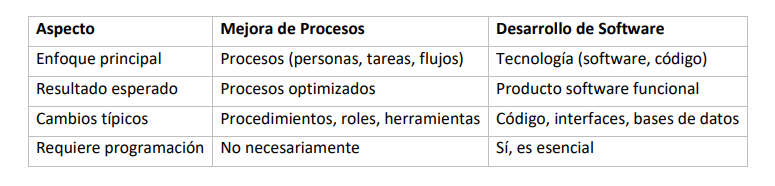 Aspecto Mejora de Procesos Desarrollo de Software
Enfoque principal Procesos (personas, tareas, flujos) Tecnología (software, código)
Resultado esperado Procesos optimizados Producto software funcional
Cambios típicos Procedimientos, roles, herramientas Código, interfaces, bases de datos
Requiere programación No necesariamente Sí, es esencial